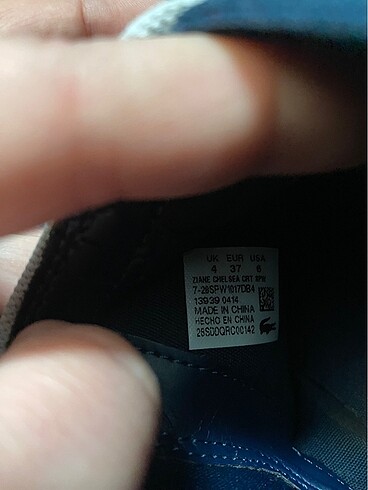 UK EUR USA
4 37 6
ZIANE CHELSEA CRT SPW
7-28SPW1017DB4
13939 0414
MADE IN CHINA
HECHO EN CHINA
28SDDQRC00142